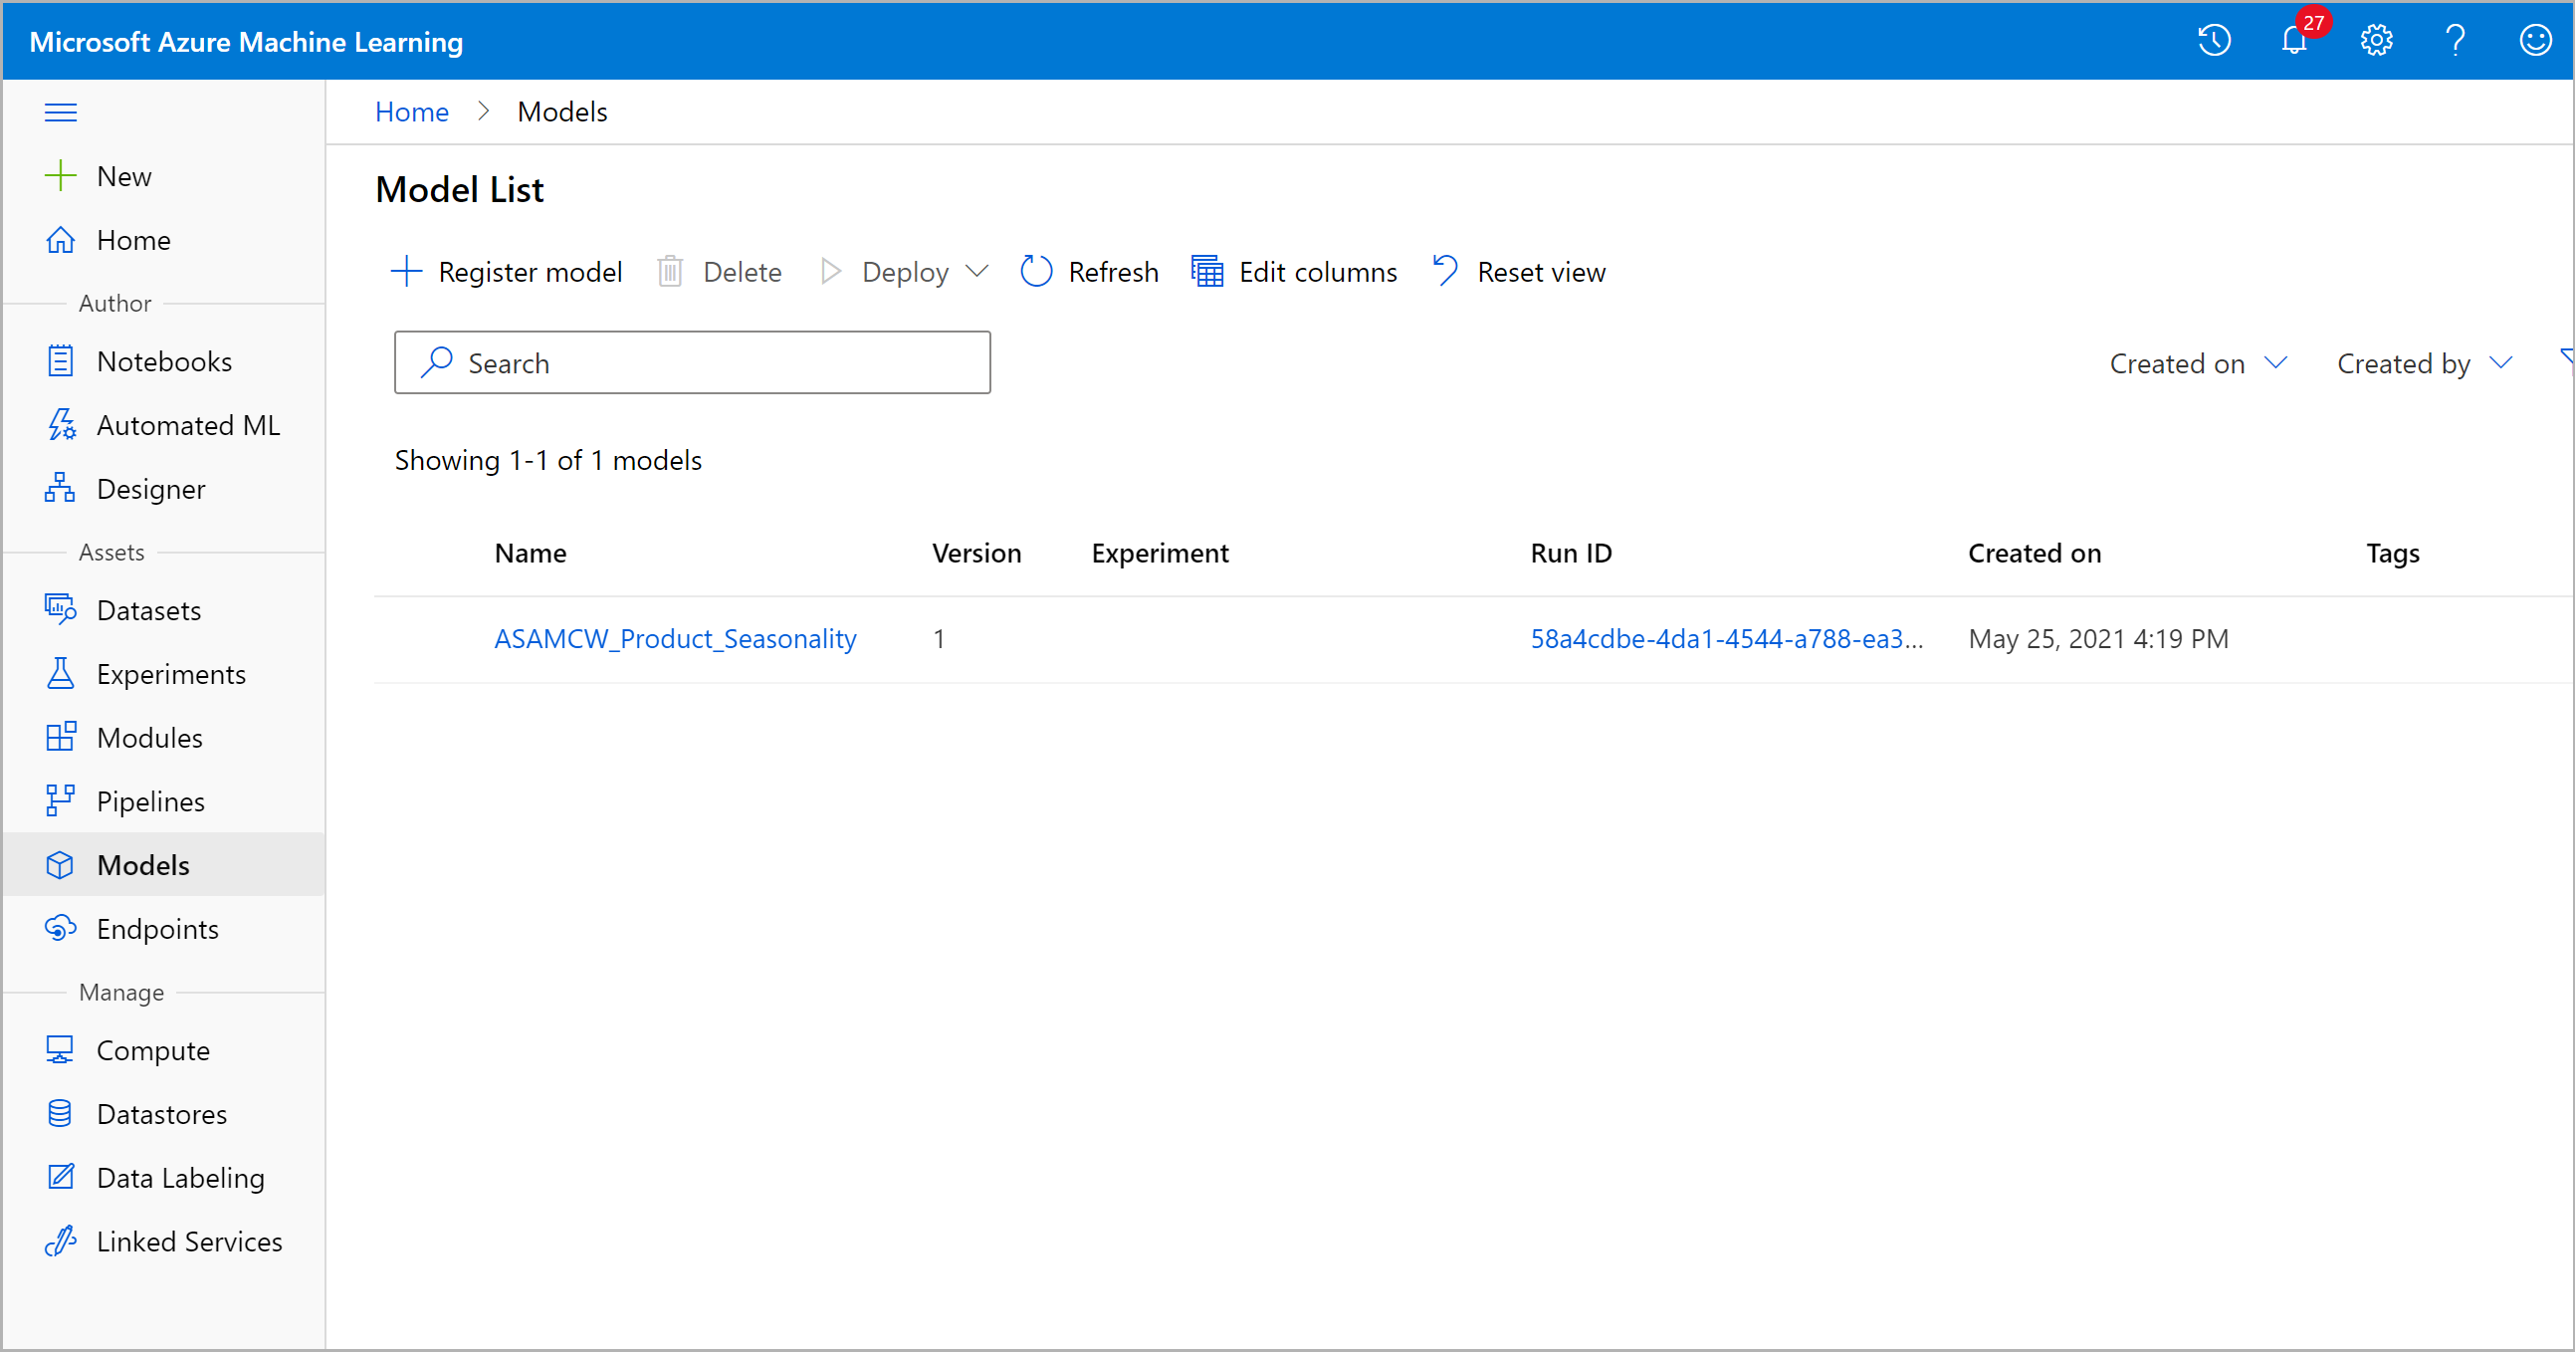 Microsoft Azure Machine Learning
27
New
Home
Author
Notebooks
Automated ML
Designer
Assets
Datasets
Experiments
Modules
Pipelines
Models
Endpoints
Manage
Compute
Datastores
Data Labeling
Linked Services
Home > Models
Model List
Register model Delete Deploy Refresh Edit columns Reset view
Search Created on Created by
Showing 1-1 of 1 models
Name Version Experiment Run ID Created on Tags
ASAMCW_Product_Seasonality 1 58a4cdbe-4da1-4544-a788-ea3... May 25, 2021 4:19 PM